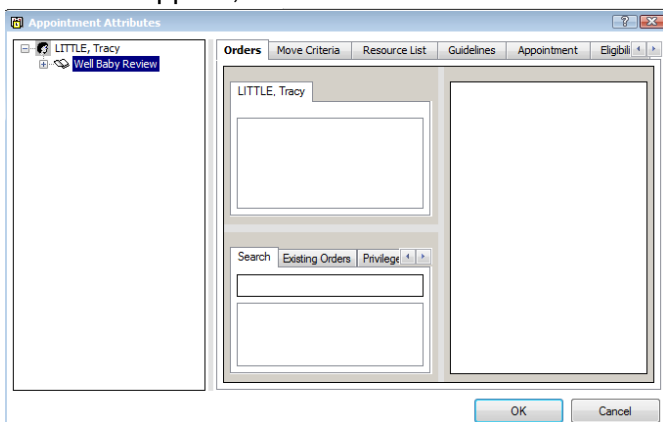 Appointment Attributes
LITTLE, Tracy
Well Baby Review
Orders Move Criteria Resource List Guidelines Appointment Eligibili
LITTLE, Tracy
Search Existing Orders Privilege
OK Cancel